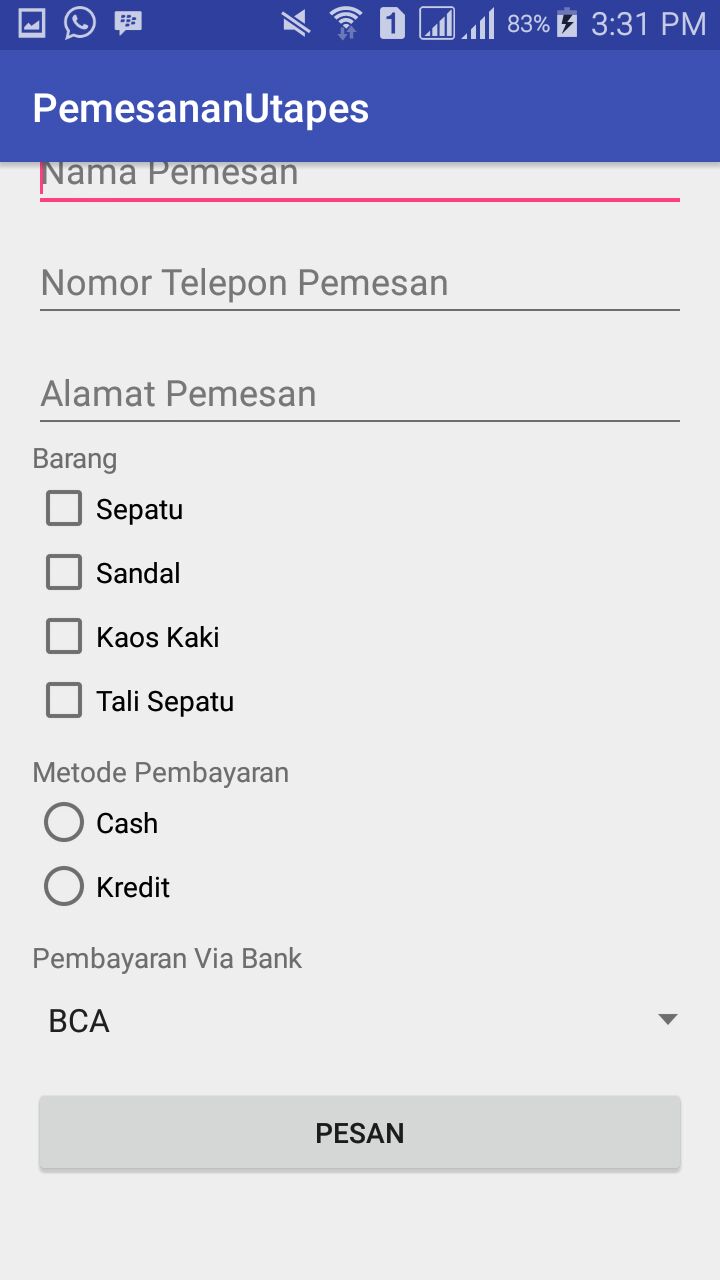 1 83% 3:31 PM
PemesananUtapes
Nama Pemesan
Nomor Telepon Pemesan
Alamat Pemesan
Barang
Sepatu
Sandal
Kaos Kaki
Tali Sepatu
Metode Pembayaran
Cash
Kredit
Pembayaran Via Bank
BCA
PESAN